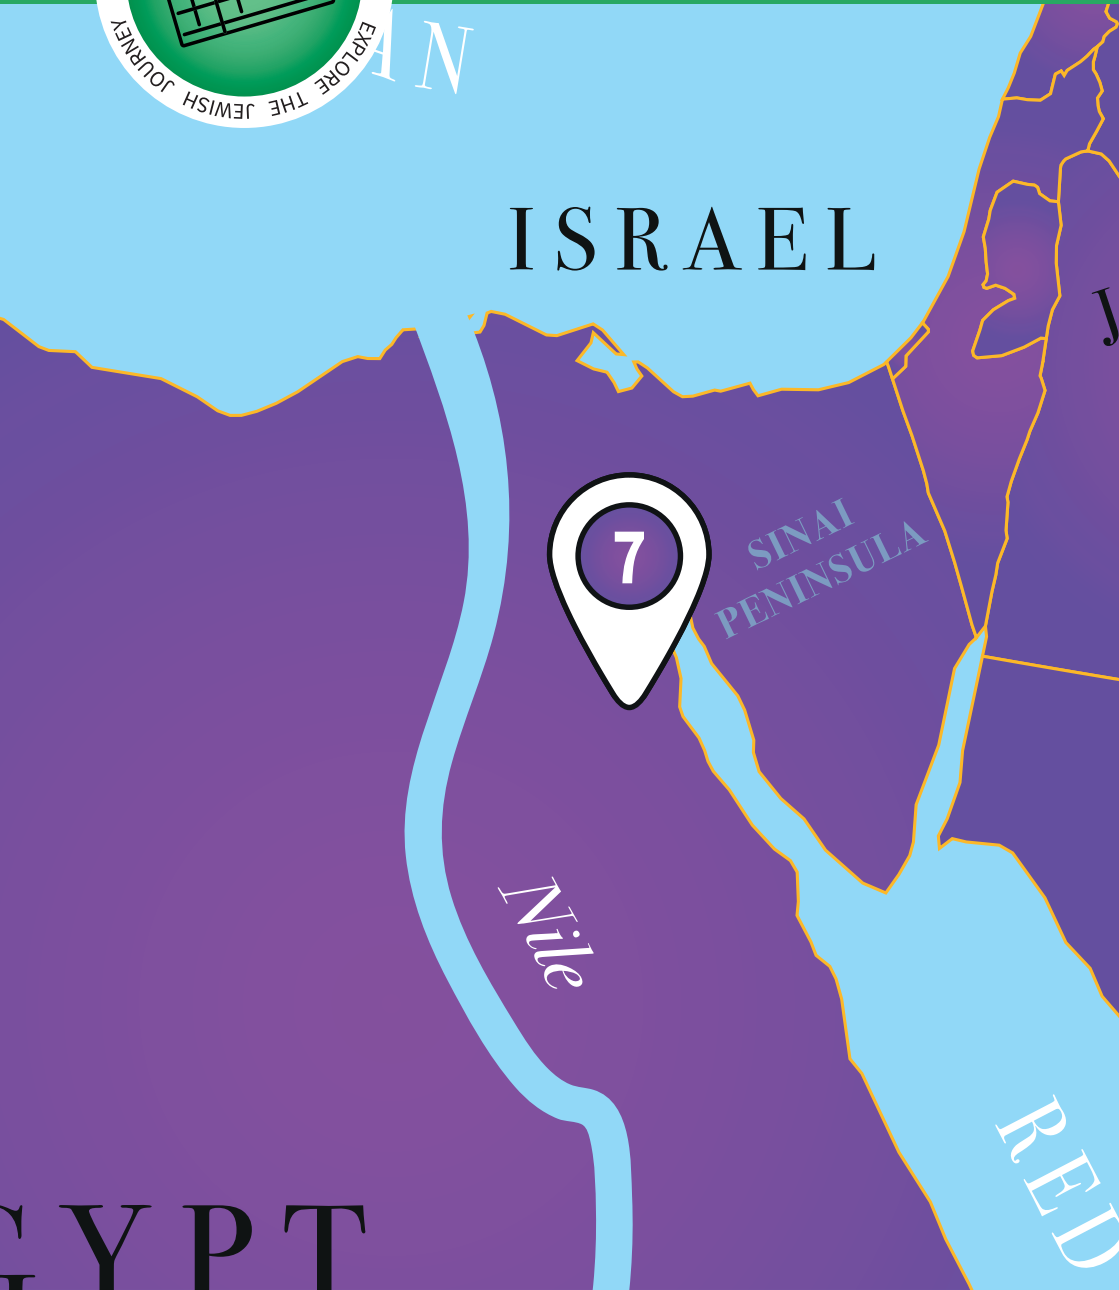 EXPLORE THE JEWISH JOURNEY
AN
ISRAEL
J
7
SINAI
PENINSULA
Nile
RED
GYPT